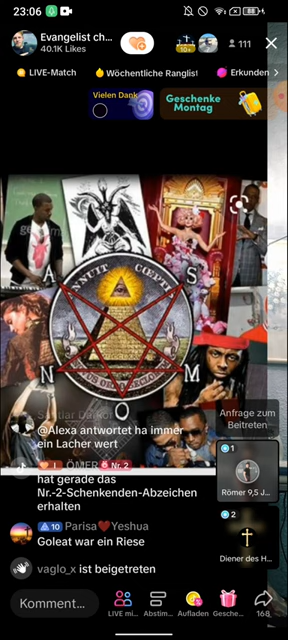 23:06
Evangelist ch...
40.1K Likes
10+
111
LIVE-Match
Wöchentliche Ranglist
Erkunden
Vielen Dank
Geschenke
Montag
ANNUIT CŒPTIS
A
S
N
M
O
@Alexa antwortet ha immer
ein Lacher wert
Anfrage zum
Beitreten
ÖMER Nr. 2
hat gerade das
Nr.-2-Schenkenden-Abzeichen
erhalten
1
Römer 9,5 J...
10 Parisa❤️Yeshua
Goleat war ein Riese
2
Diener des H...
vaglo_x ist beigetreten
Komment...
LIVE mi...
Abstim...
Aufladen
Gesche...
168